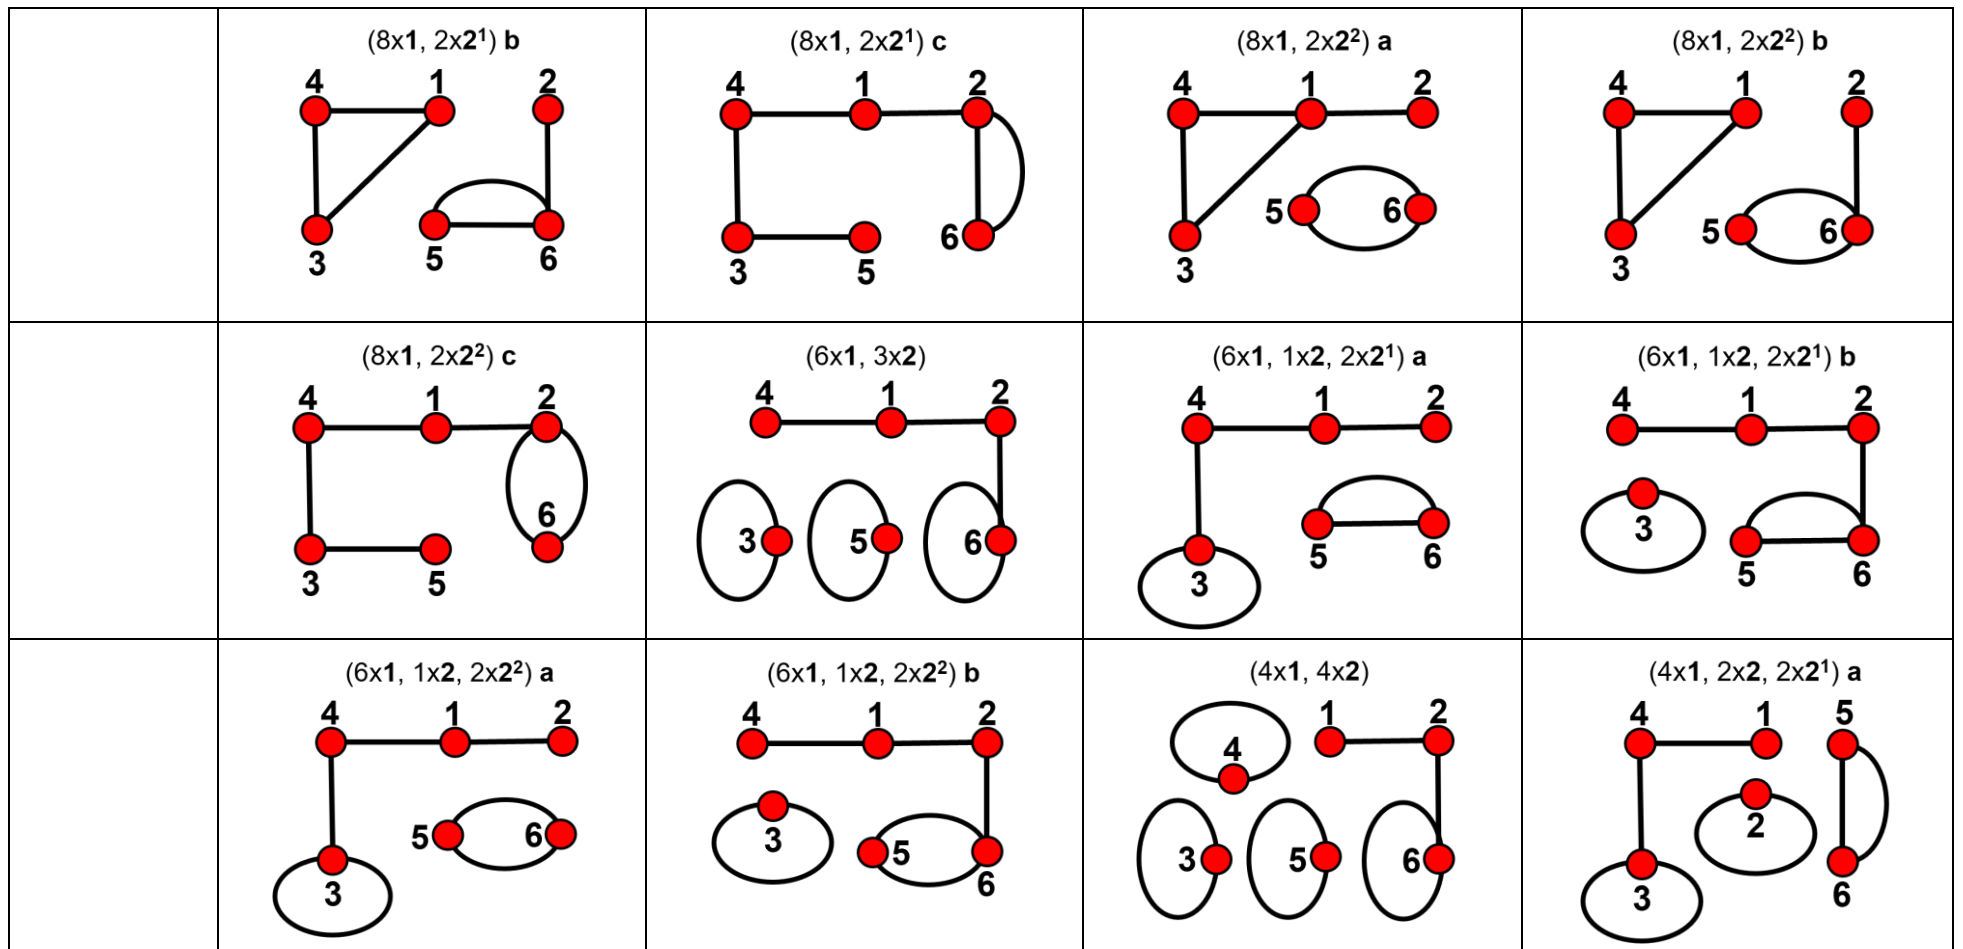 (8x1, 2x2¹) b
4 1 2
3 5 6
(8x1, 2x2¹) c
4 1 2
6
3 5
(8x1, 2x2²) a
4 1 2
5 6
3
(8x1, 2x2²) b
4 1 2
5 6
3
(8x1, 2x2²) c
4 1 2
6
3 5
(6x1, 3x2)
4 1 2
3 5 6
(6x1, 1x2, 2x2¹) a
4 1 2
5 6
3
(6x1, 1x2, 2x2¹) b
4 1 2
3
5 6
(6x1, 1x2, 2x2²) a
4 1 2
5 6
3
(6x1, 1x2, 2x2²) b
4 1 2
3 5
6
(4x1, 4x2)
1 2
4
3 5 6
(4x1, 2x2, 2x2¹) a
4 1 5
2
3 6